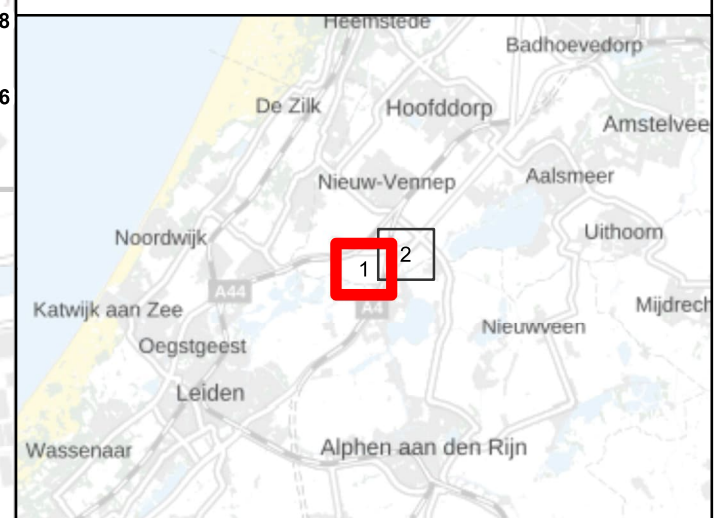 8
Heemstede
Badhoevedorp
6
De Zilk
Hoofddorp
Amstelvee
Nieuw-Vennep
Aalsmeer
Noordwijk
Uithoorn
2
1
A44
Katwijk aan Zee
A4
Mijdrech
Nieuwveen
Oegstgeest
Leiden
Wassenaar
Alphen aan den Rijn